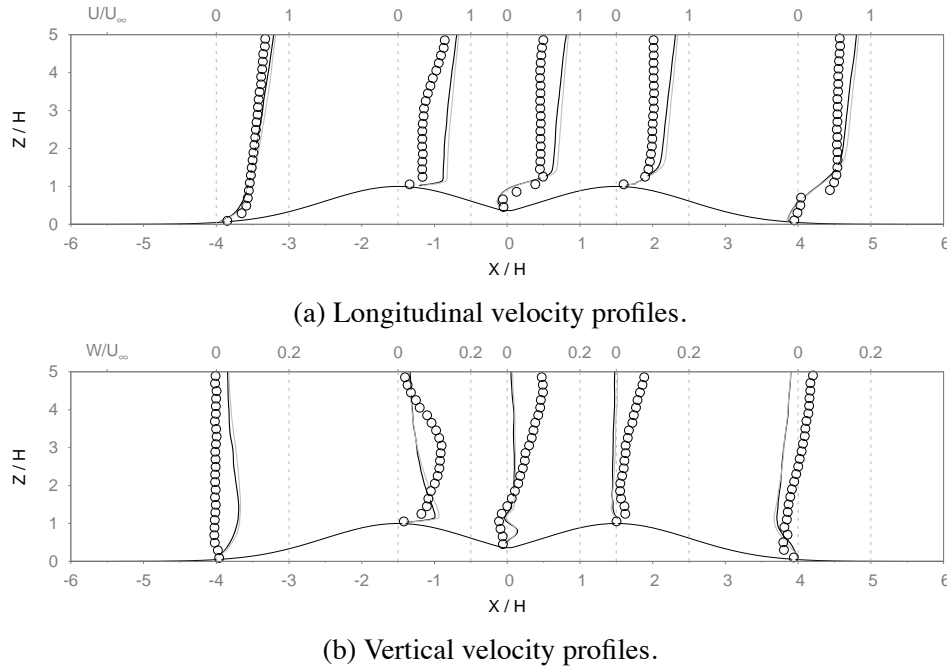 U/U∞ 0 1 0 1 0 1 0 1 0 1
5
4
3
2
1
0
Z / H
-6 -5 -4 -3 -2 -1 0 1 2 3 4 5 6
X / H
(a) Longitudinal velocity profiles.
W/U∞ 0 0.2 0 0.2 0 0.2 0 0.2 0 0.2
5
4
3
2
1
0
Z / H
-6 -5 -4 -3 -2 -1 0 1 2 3 4 5 6
X / H
(b) Vertical velocity profiles.